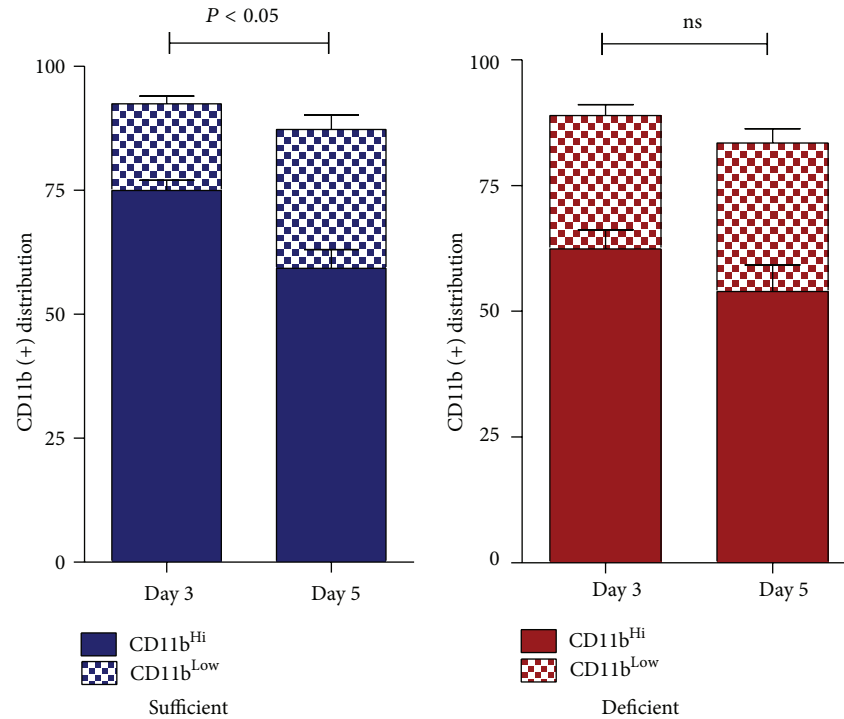 P < 0.05
100
75
50
25
0
CD11b (+) distribution
Day 3
Day 5
CD11b^Hi
CD11b^Low
Sufficient
ns
100
75
50
25
0
CD11b (+) distribution
Day 3
Day 5
CD11b^Hi
CD11b^Low
Deficient